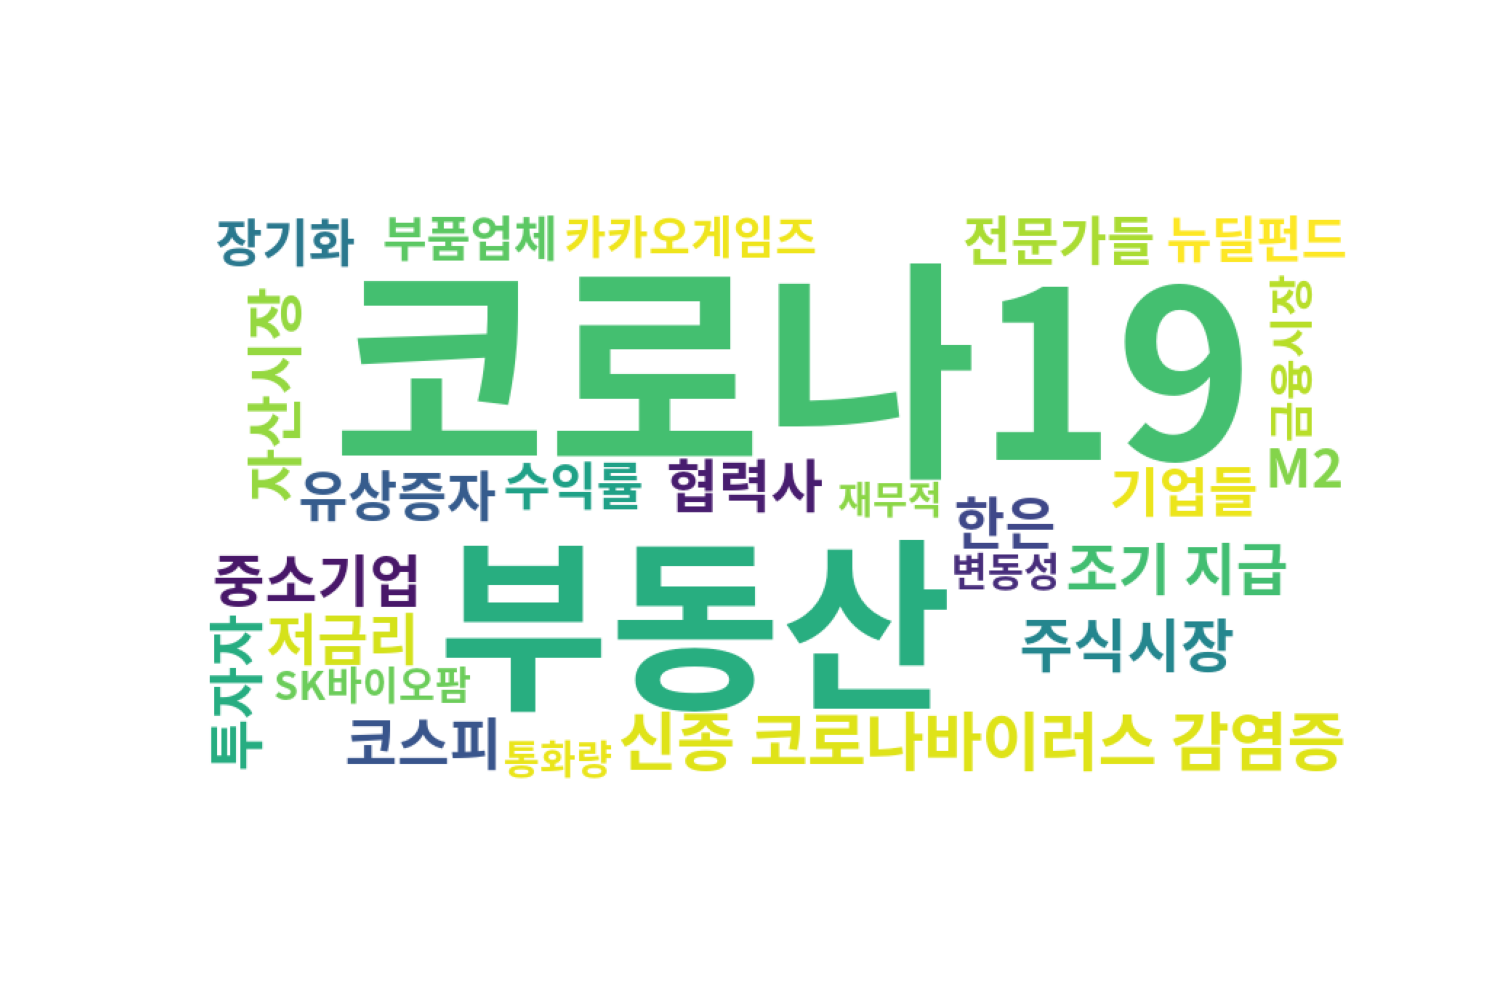 장기화
부품업체
카카오게임즈
전문가들
뉴딜펀드
자산시장
코로나19
금융시장
유상증자
수익률
협력사
재무적
한은
기업들
M2
중소기업
부동산
변동성
조기 지급
투자자
저금리
주식시장
SK바이오팜
코스피
통화량
신종 코로나바이러스 감염증